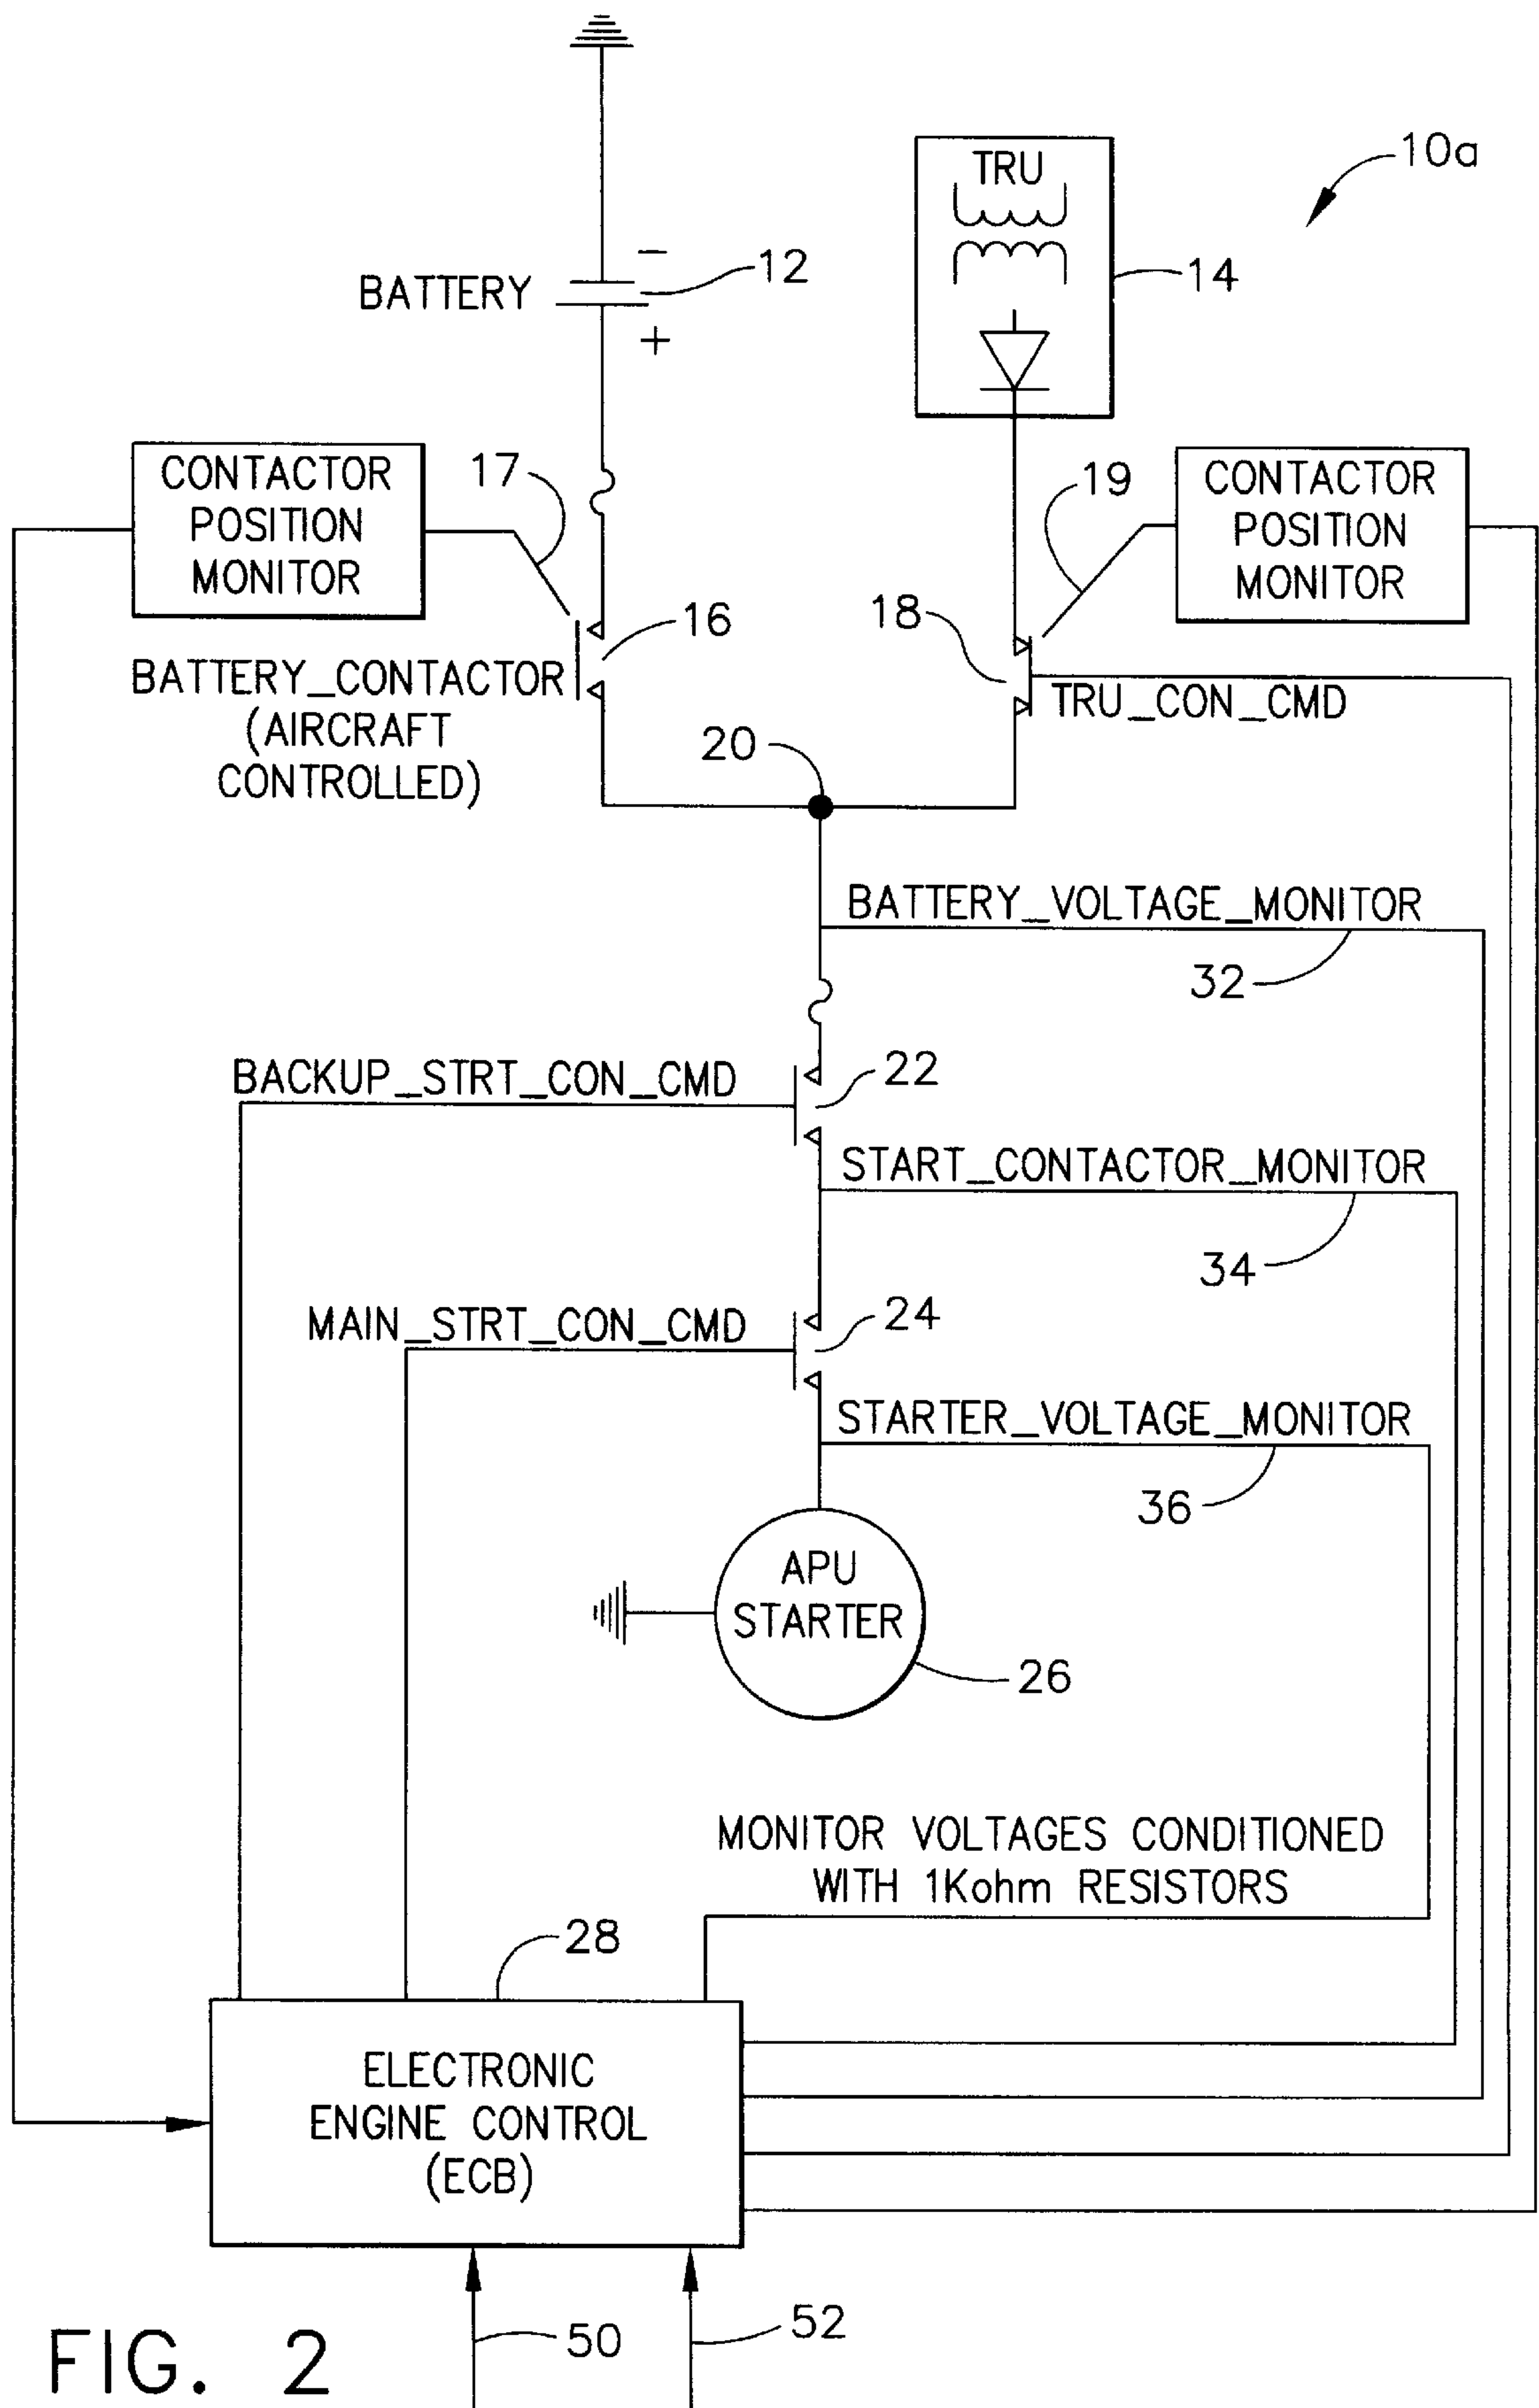 TRU
10a
BATTERY
−
12
+
14
CONTACTOR
POSITION
MONITOR
17
19
CONTACTOR
POSITION
MONITOR
16
18
BATTERY_CONTACTOR
(AIRCRAFT
CONTROLLED)
TRU_CON_CMD
20
BATTERY_VOLTAGE_MONITOR
32
BACKUP_STRT_CON_CMD
22
START_CONTACTOR_MONITOR
34
MAIN_STRT_CON_CMD
24
STARTER_VOLTAGE_MONITOR
36
APU
STARTER
26
MONITOR VOLTAGES CONDITIONED
WITH 1Kohm RESISTORS
28
ELECTRONIC
ENGINE CONTROL
(ECB)
50
52
FIG. 2